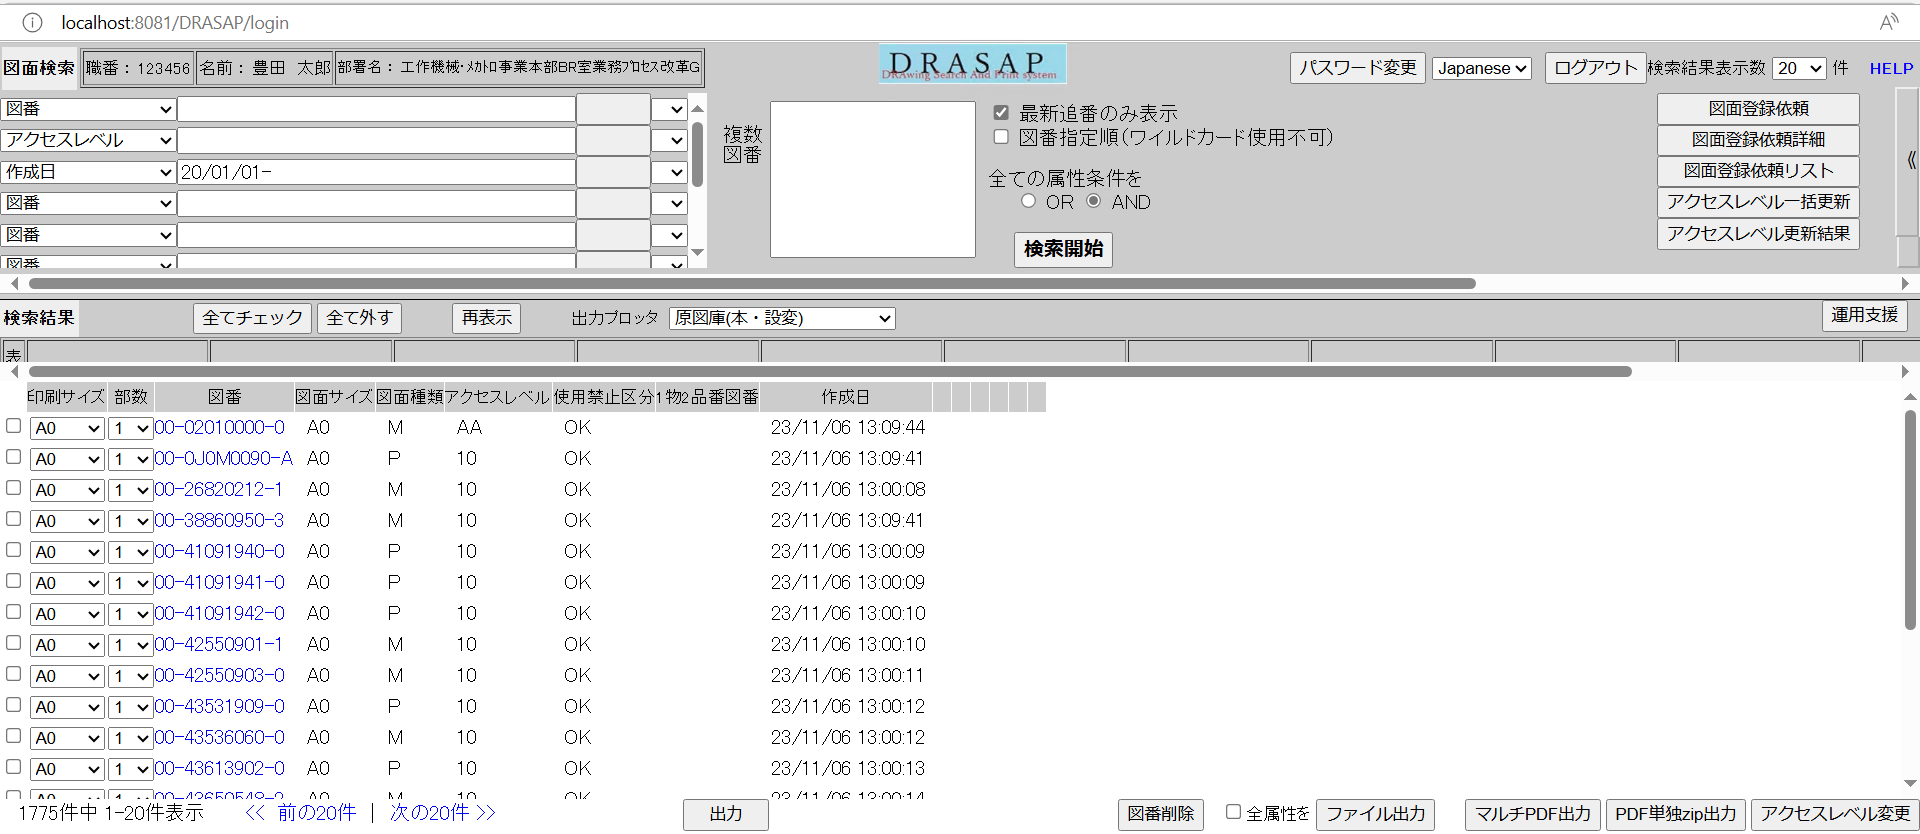 localhost:8081/DRASAP/login
図面検索 職番： 123456 名前： 豊田 太郎 部署名： 工作機械･ﾒｶﾄﾛ事業本部BR室業務ﾌﾟﾛｾｽ改革G
DRASAP
DRAwing Search And Print system
パスワード変更 Japanese ログアウト 検索結果表示数 20 件 HELP
図番
アクセスレベル
作成日 20/01/01-
図番
図番
図番
複数
図番
最新追番のみ表示
図番指定順(ワイルドカード使用不可)
全ての属性条件を
OR AND
検索開始
図面登録依頼
図面登録依頼詳細
図面登録依頼リスト
アクセスレベル一括更新
アクセスレベル更新結果
《
検索結果 全てチェック 全て外す 再表示 出力プロッタ 原図庫(本・設変) 運用支援
表
印刷サイズ 部数 図番 図面サイズ 図面種類 アクセスレベル 使用禁止区分 1物2品番図番 作成日
A0 1 00-02010000-0 A0 M AA OK 23/11/06 13:09:44
A0 1 00-0J0M0090-A A0 P 10 OK 23/11/06 13:09:41
A0 1 00-26820212-1 A0 M 10 OK 23/11/06 13:00:08
A0 1 00-38860950-3 A0 M 10 OK 23/11/06 13:09:41
A0 1 00-41091940-0 A0 P 10 OK 23/11/06 13:00:09
A0 1 00-41091941-0 A0 P 10 OK 23/11/06 13:00:09
A0 1 00-41091942-0 A0 P 10 OK 23/11/06 13:00:10
A0 1 00-42550901-1 A0 M 10 OK 23/11/06 13:00:10
A0 1 00-42550903-0 A0 M 10 OK 23/11/06 13:00:11
A0 1 00-43531909-0 A0 P 10 OK 23/11/06 13:00:12
A0 1 00-43536060-0 A0 M 10 OK 23/11/06 13:00:12
A0 1 00-43613902-0 A0 P 10 OK 23/11/06 13:00:13
A0 1 00-43650548-2 A0 M 10 OK 23/11/06 13:00:14
1775件中 1-20件表示 << 前の20件 | 次の20件 >> 出力 図番削除 全属性を ファイル出力 マルチPDF出力 PDF単独zip出力 アクセスレベル変更